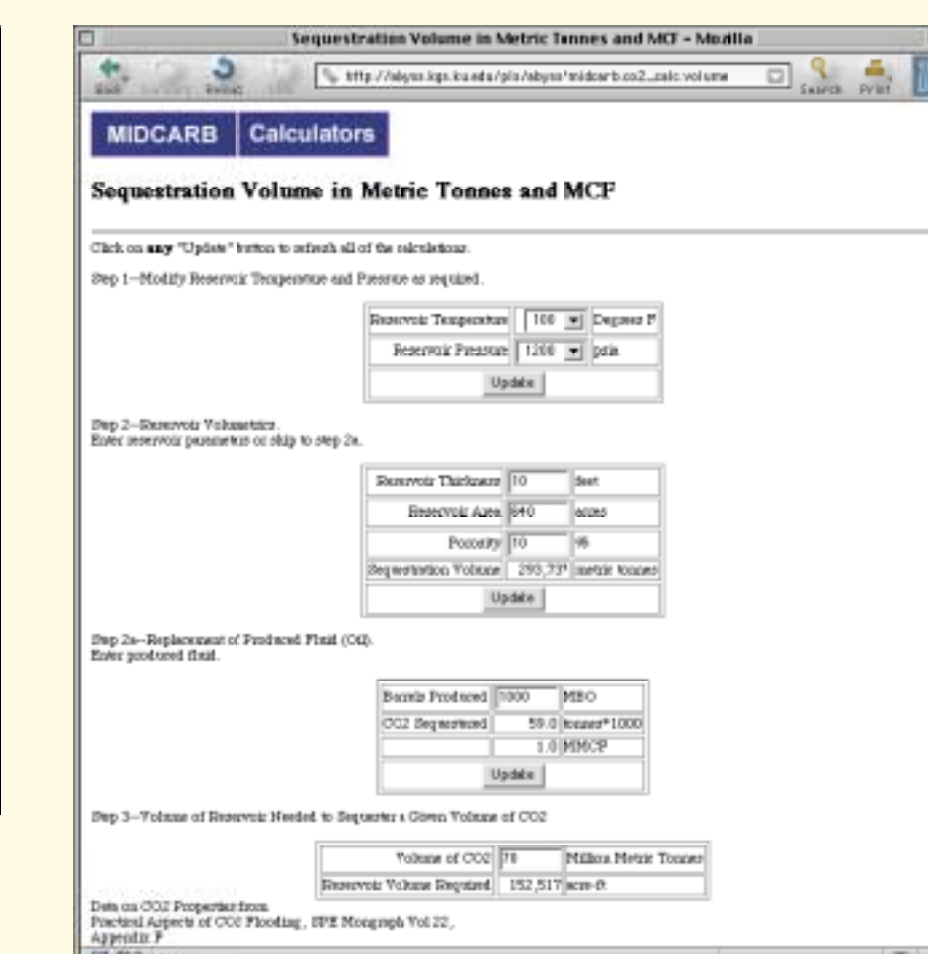 Sequestration Volume in Metric Tonnes and MCF - Mozilla
Back Reload Search Print
MIDCARB Calculators
Sequestration Volume in Metric Tonnes and MCF
Click on any "Update" button to refresh all of the calculations.
Step 1--Modify Reservoir Temperature and Pressure as required.
Reservoir Temperature 100 Degrees F
Reservoir Pressure 1200 psia
Update
Step 2--Reservoir Volumetrics.
Enter reservoir parameters or skip to step 2a.
Reservoir Thickness 10 feet
Reservoir Area 640 acres
Porosity 10 %
Sequestration Volume metric tonnes
Update
Step 2a--Replacement of Produced Fluid (Oil).
Enter produced fluid.
Barrels Produced 1000 MBO
CO2 Sequestered 59.0 tonnes*1000
1.0 MMCF
Update
Step 3--Volume of Reservoir Needed to Sequester a Given Volume of CO2
Volume of CO2 70 Million Metric Tonnes
Reservoir Volume Required 152,517 acre-ft
Data on CO2 Properties from
Practical Aspects of CO2 Flooding, SPE Monograph Vol 22,
Appendix F